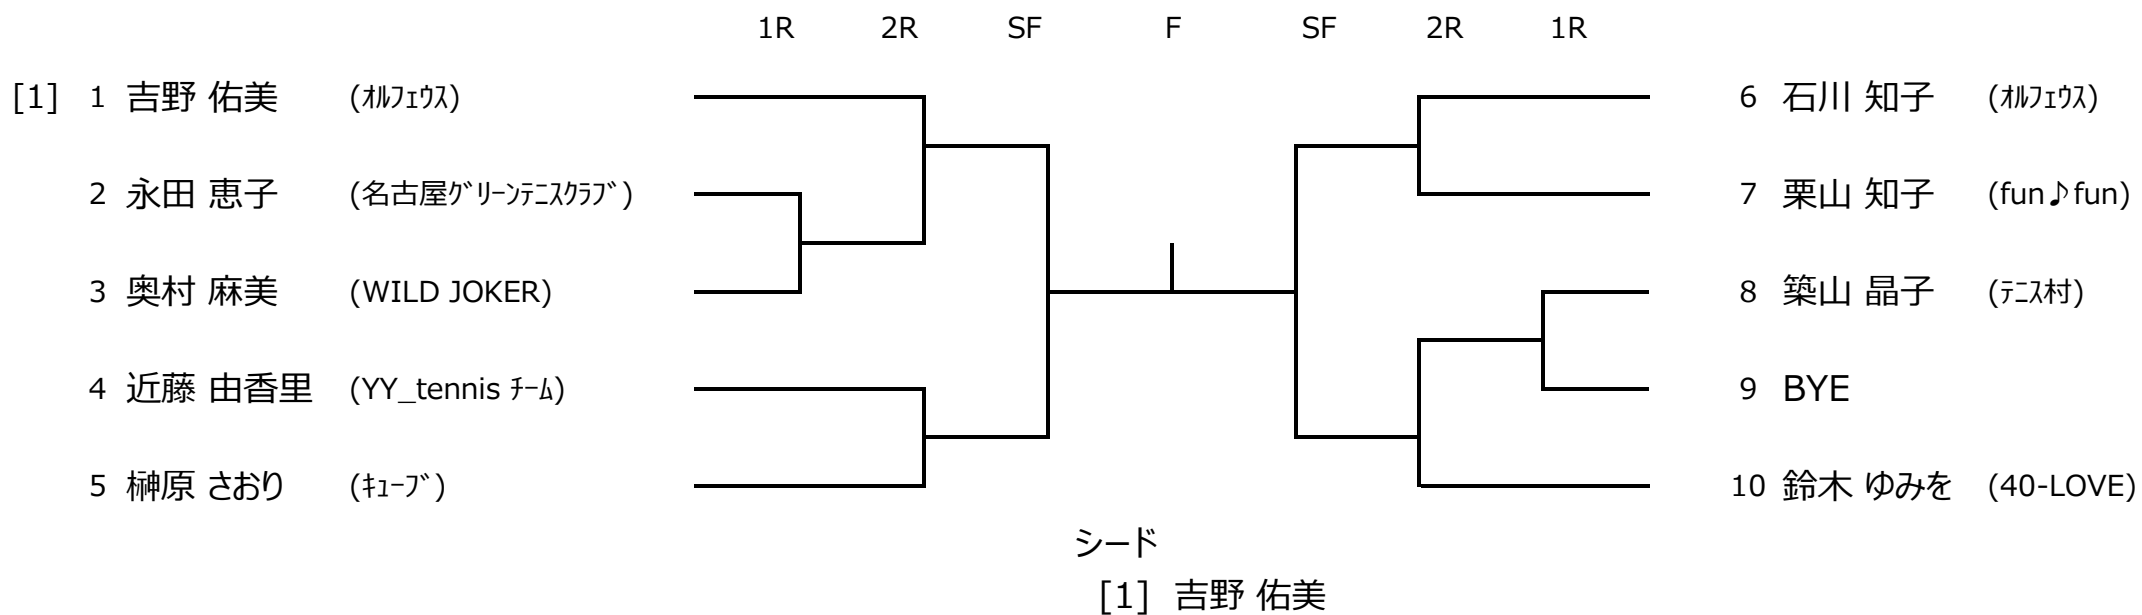 1R 2R SF F SF 2R 1R
[1] 1 吉野 佑美 (ｵﾙﾌｪｳｽ) 6 石川 知子 (ｵﾙﾌｪｳｽ)
2 永田 恵子 (名古屋ｸﾞﾘｰﾝﾃﾆｽｸﾗﾌﾞ) 7 栗山 知子 (fun♪fun)
3 奥村 麻美 (WILD JOKER) 8 築山 晶子 (ﾃﾆｽ村)
4 近藤 由香里 (YY_tennis ﾁｰﾑ) 9 BYE
5 榊原 さおり (ｷｭｰﾌﾞ) 10 鈴木 ゆみを (40-LOVE)
シード
[1] 吉野 佑美